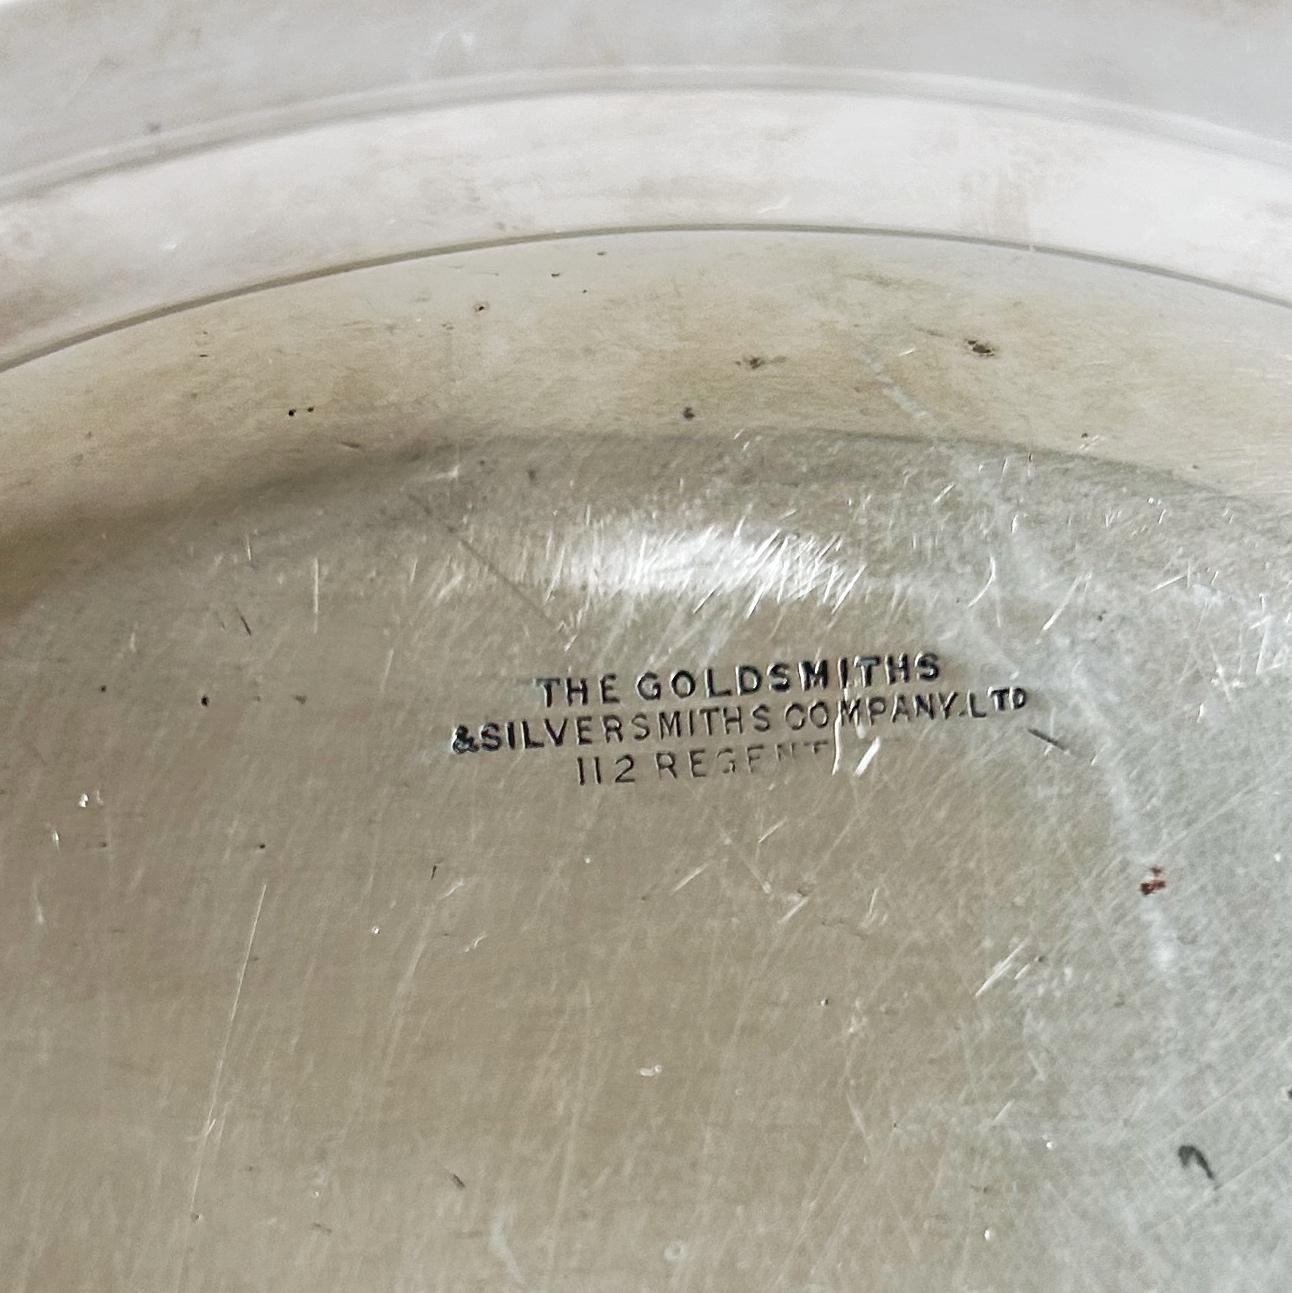 THE GOLDSMITHS
&SILVERSMITHS COMPANY.LTD
112 REGENT